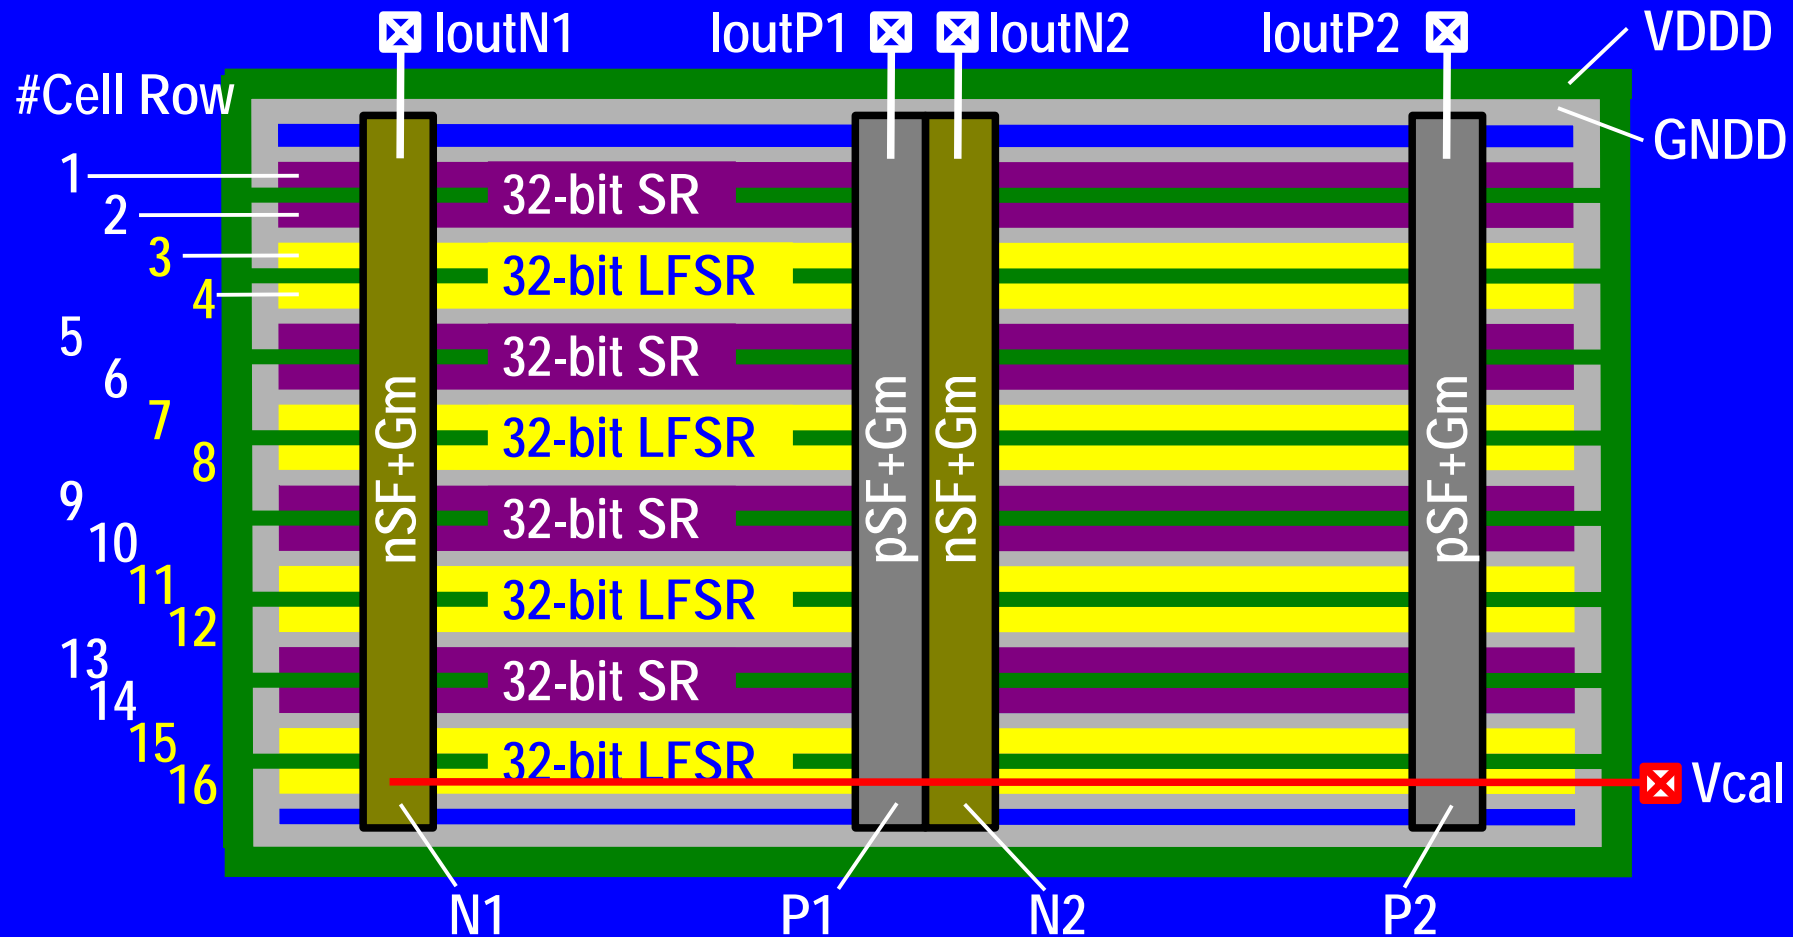 IoutN1 IoutP1 IoutN2 IoutP2 VDDD
#Cell Row
GNDD
1 32-bit SR
2
3 32-bit LFSR
4
5 32-bit SR
6
7 32-bit LFSR
8
9 32-bit SR
10
11 32-bit LFSR
12
13 32-bit SR
14
15 32-bit LFSR
16
nSF+Gm pSF+Gm nSF+Gm pSF+Gm
Vcal
N1 P1 N2 P2